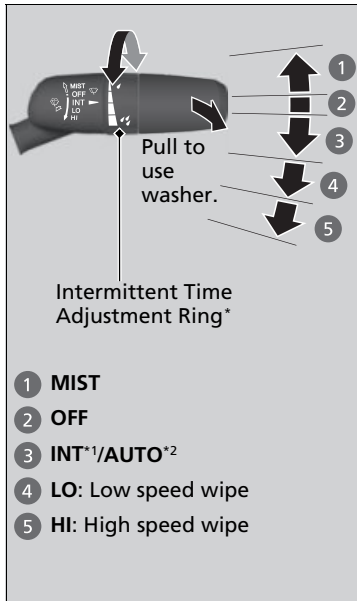 MIST
OFF
INT
LO
HI
1
2
3
4
5
Pull to
use
washer.
Intermittent Time
Adjustment Ring*
1 MIST
2 OFF
3 INT*1/AUTO*2
4 LO: Low speed wipe
5 HI: High speed wipe